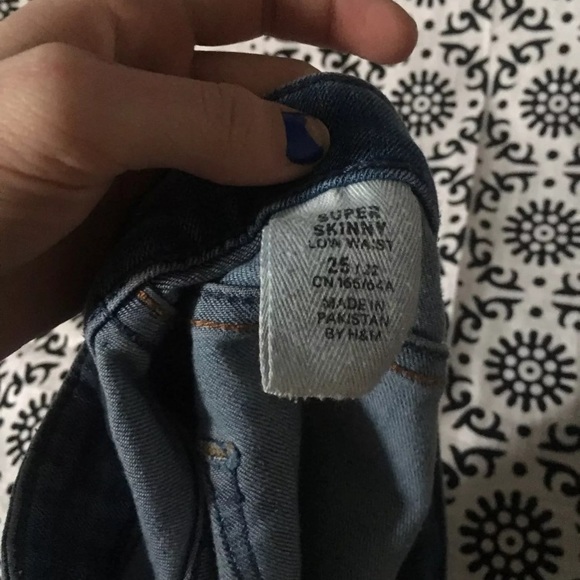 SUPER
SKINNY
LOW WAIST
25 / 32
CN 165/64A
MADE IN
PAKISTAN
BY H&M